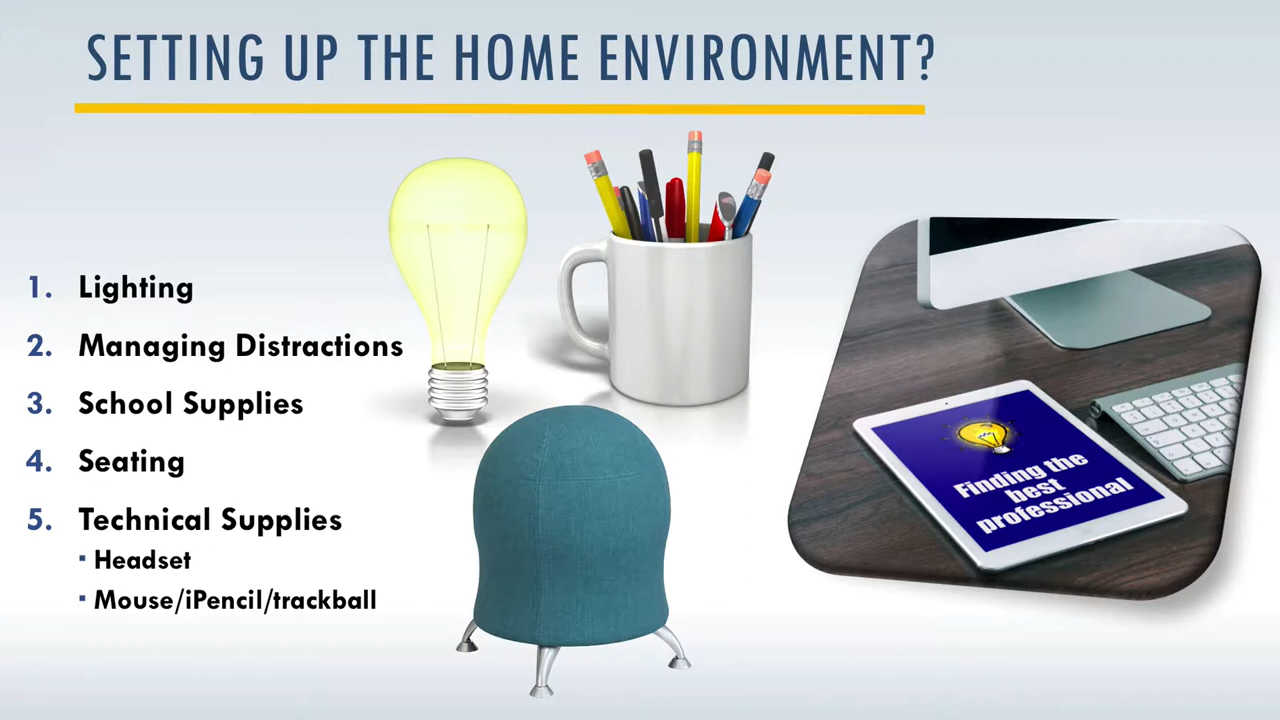 SETTING UP THE HOME ENVIRONMENT?
1. Lighting
2. Managing Distractions
3. School Supplies
4. Seating
5. Technical Supplies
▪ Headset
▪ Mouse/iPencil/trackball
Finding the
best
professional